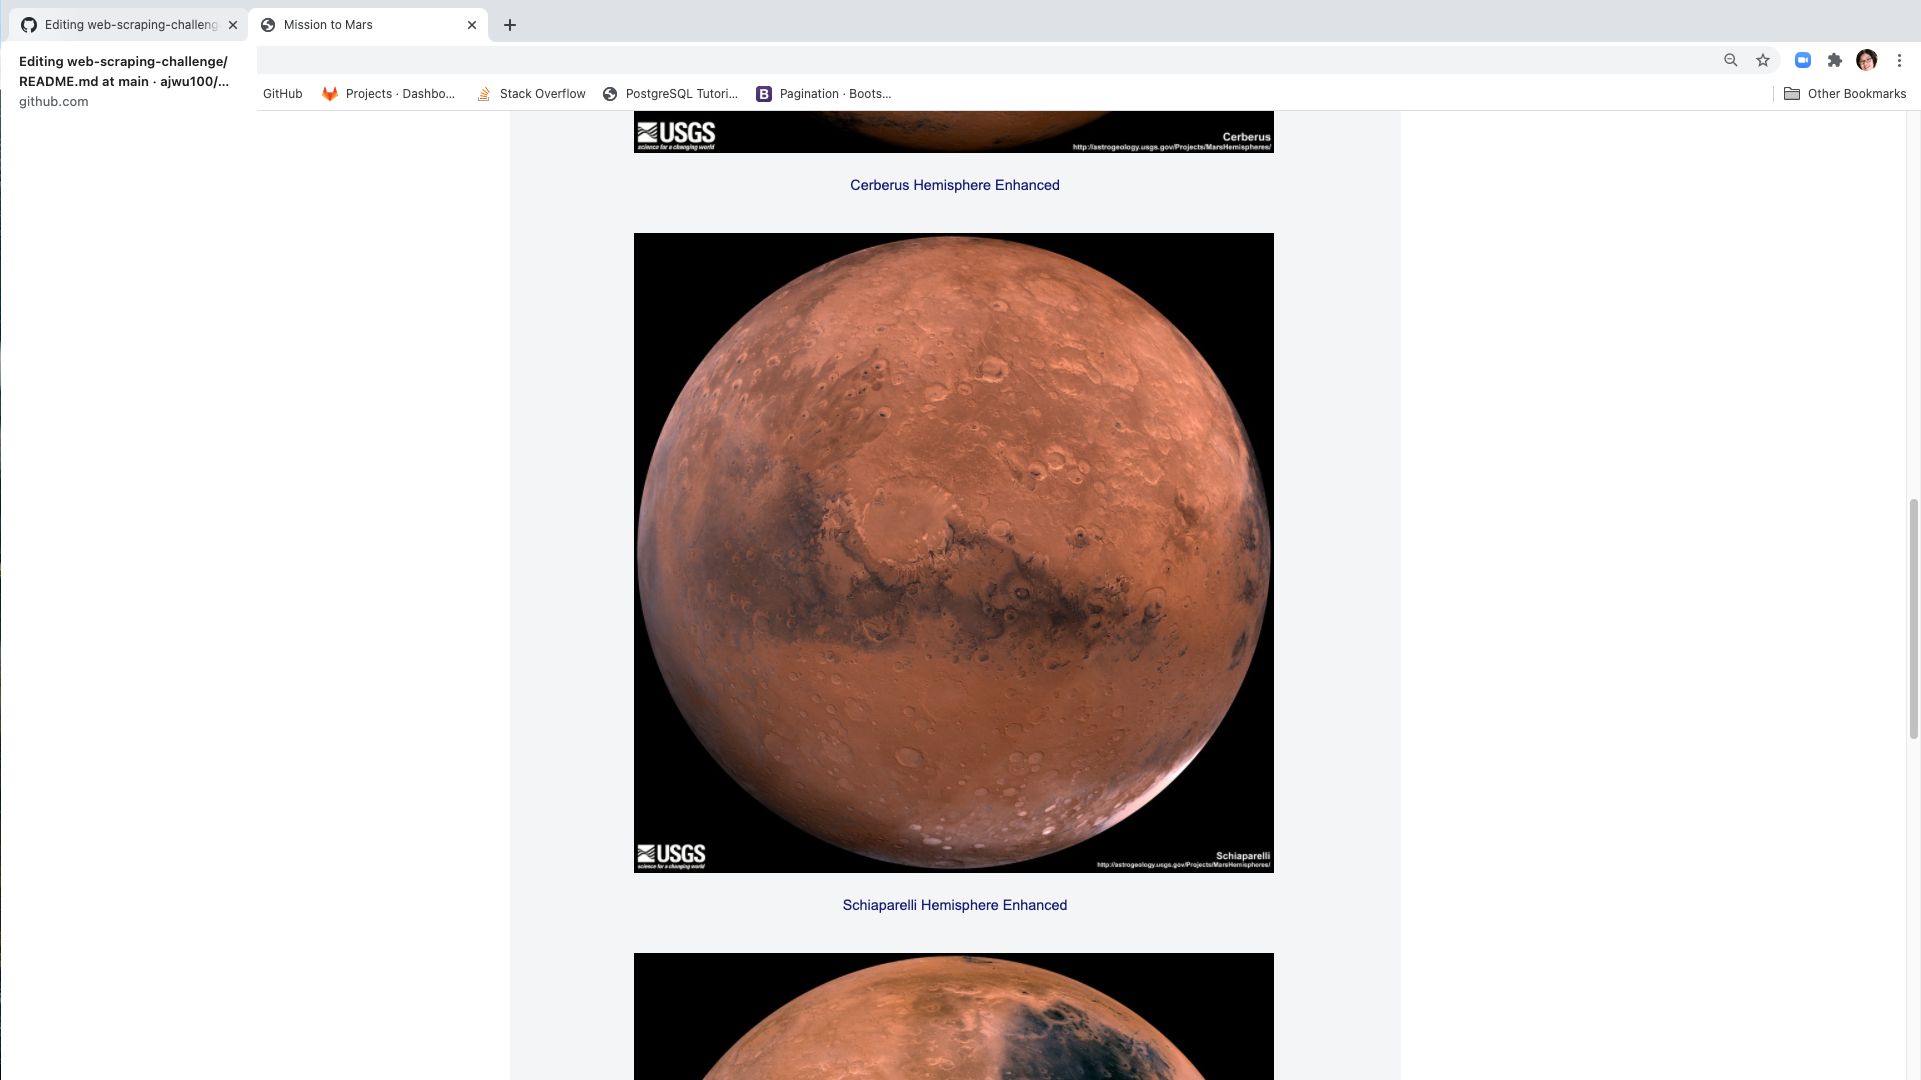 Editing web-scraping-challeng
Mission to Mars
Editing web-scraping-challenge/
README.md at main · ajwu100/...
github.com
GitHub
Projects · Dashbo...
Stack Overflow
PostgreSQL Tutori...
B
Pagination · Boots...
Other Bookmarks
USGS
science for a changing world
Cerberus
http://astrogeology.usgs.gov/Projects/MarsHemispheres/
Cerberus Hemisphere Enhanced
USGS
science for a changing world
Schiaparelli
http://astrogeology.usgs.gov/Projects/MarsHemispheres/
Schiaparelli Hemisphere Enhanced